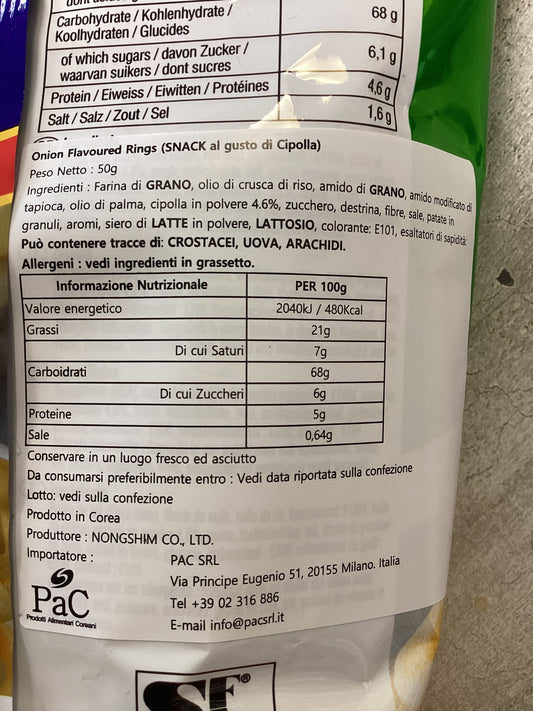 Carbohydrate / Kohlenhydrate / 68 g
Koolhydraten / Glucides
of which sugars / davon Zucker / 6,1 g
waarvan suikers / dont sucres
Protein / Eiweiss / Eiwitten / Protéines 4,6 g
Salt / Salz / Zout / Sel 1,6 g
Onion Flavoured Rings (SNACK al gusto di Cipolla)
Peso Netto : 50g
Ingredienti : Farina di GRANO, olio di crusca di riso, amido di GRANO, amido modificato di
tapioca, olio di palma, cipolla in polvere 4.6%, zucchero, destrina, fibre, sale, patate in
granuli, aromi, siero di LATTE in polvere, LATTOSIO, colorante: E101, esaltatori di sapidità:
Può contenere tracce di: CROSTACEI, UOVA, ARACHIDI.
Allergeni : vedi ingredienti in grassetto.
Informazione Nutrizionale PER 100g
Valore energetico 2040kJ / 480Kcal
Grassi 21g
Di cui Saturi 7g
Carboidrati 68g
Di cui Zuccheri 6g
Proteine 5g
Sale 0,64g
Conservare in un luogo fresco ed asciutto
Da consumarsi preferibilmente entro : Vedi data riportata sulla confezione
Lotto: vedi sulla confezione
Prodotto in Corea
Produttore : NONGSHIM CO., LTD.
Importatore : PAC SRL
Via Principe Eugenio 51, 20155 Milano. Italia
Tel +39 02 316 886
E-mail info@pacsrl.it
PaC
Prodotti Alimentari Coreani
SF®